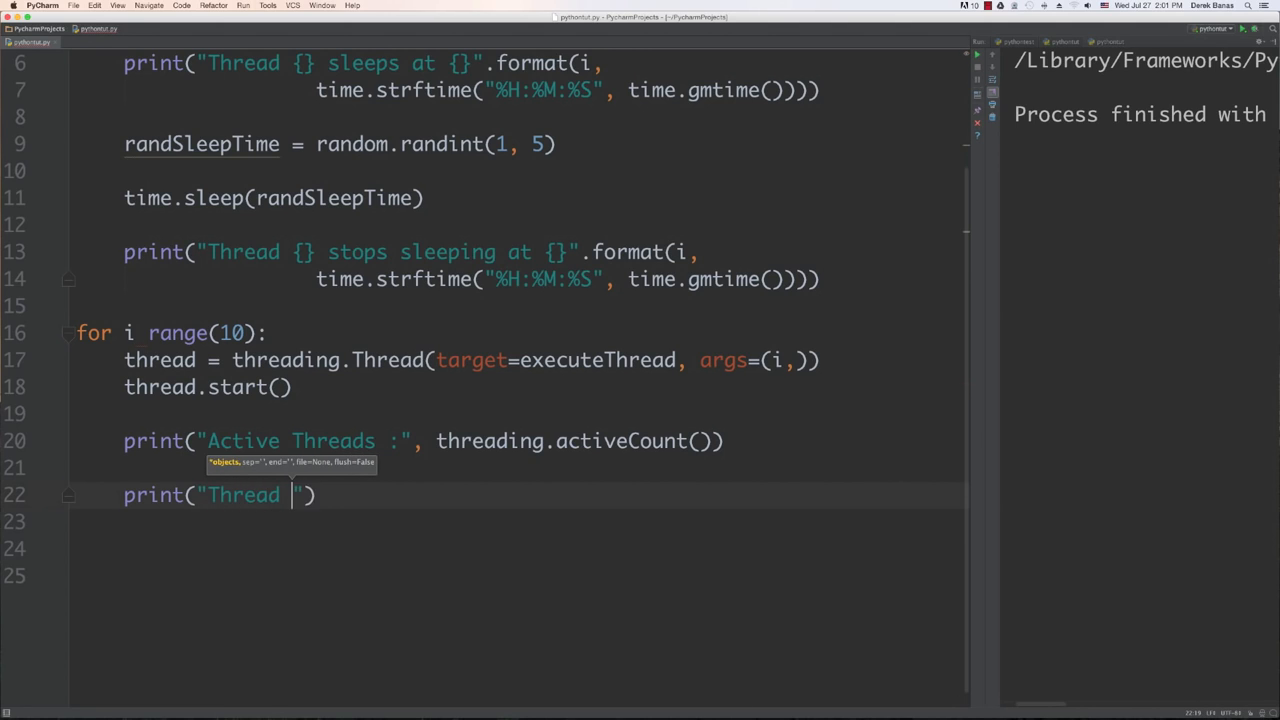 PyCharm File Edit View Navigate Code Refactor Run Tools VCS Window Help 10 Wed Jul 27 2:01 PM Derek Banas
pythontut.py - PycharmProjects - [~/PycharmProjects]
PycharmProjects pythontut.py pythontut
pythontut.py Run: pythontest pythontut pythontut
6 print("Thread {} sleeps at {}".format(i,
7 time.strftime("%H:%M:%S", time.gmtime())))
8
9 randSleepTime = random.randint(1, 5)
10
11 time.sleep(randSleepTime)
12
13 print("Thread {} stops sleeping at {}".format(i,
14 time.strftime("%H:%M:%S", time.gmtime())))
15
16 for i range(10):
17 thread = threading.Thread(target=executeThread, args=(i,))
18 thread.start()
19
20 print("Active Threads :", threading.activeCount())
21 *objects, sep=' ', end='', file=None, flush=False
22 print("Thread ")
23
24
25
/Library/Frameworks/Py
Process finished with
22:19 LF‡ UTF-8‡